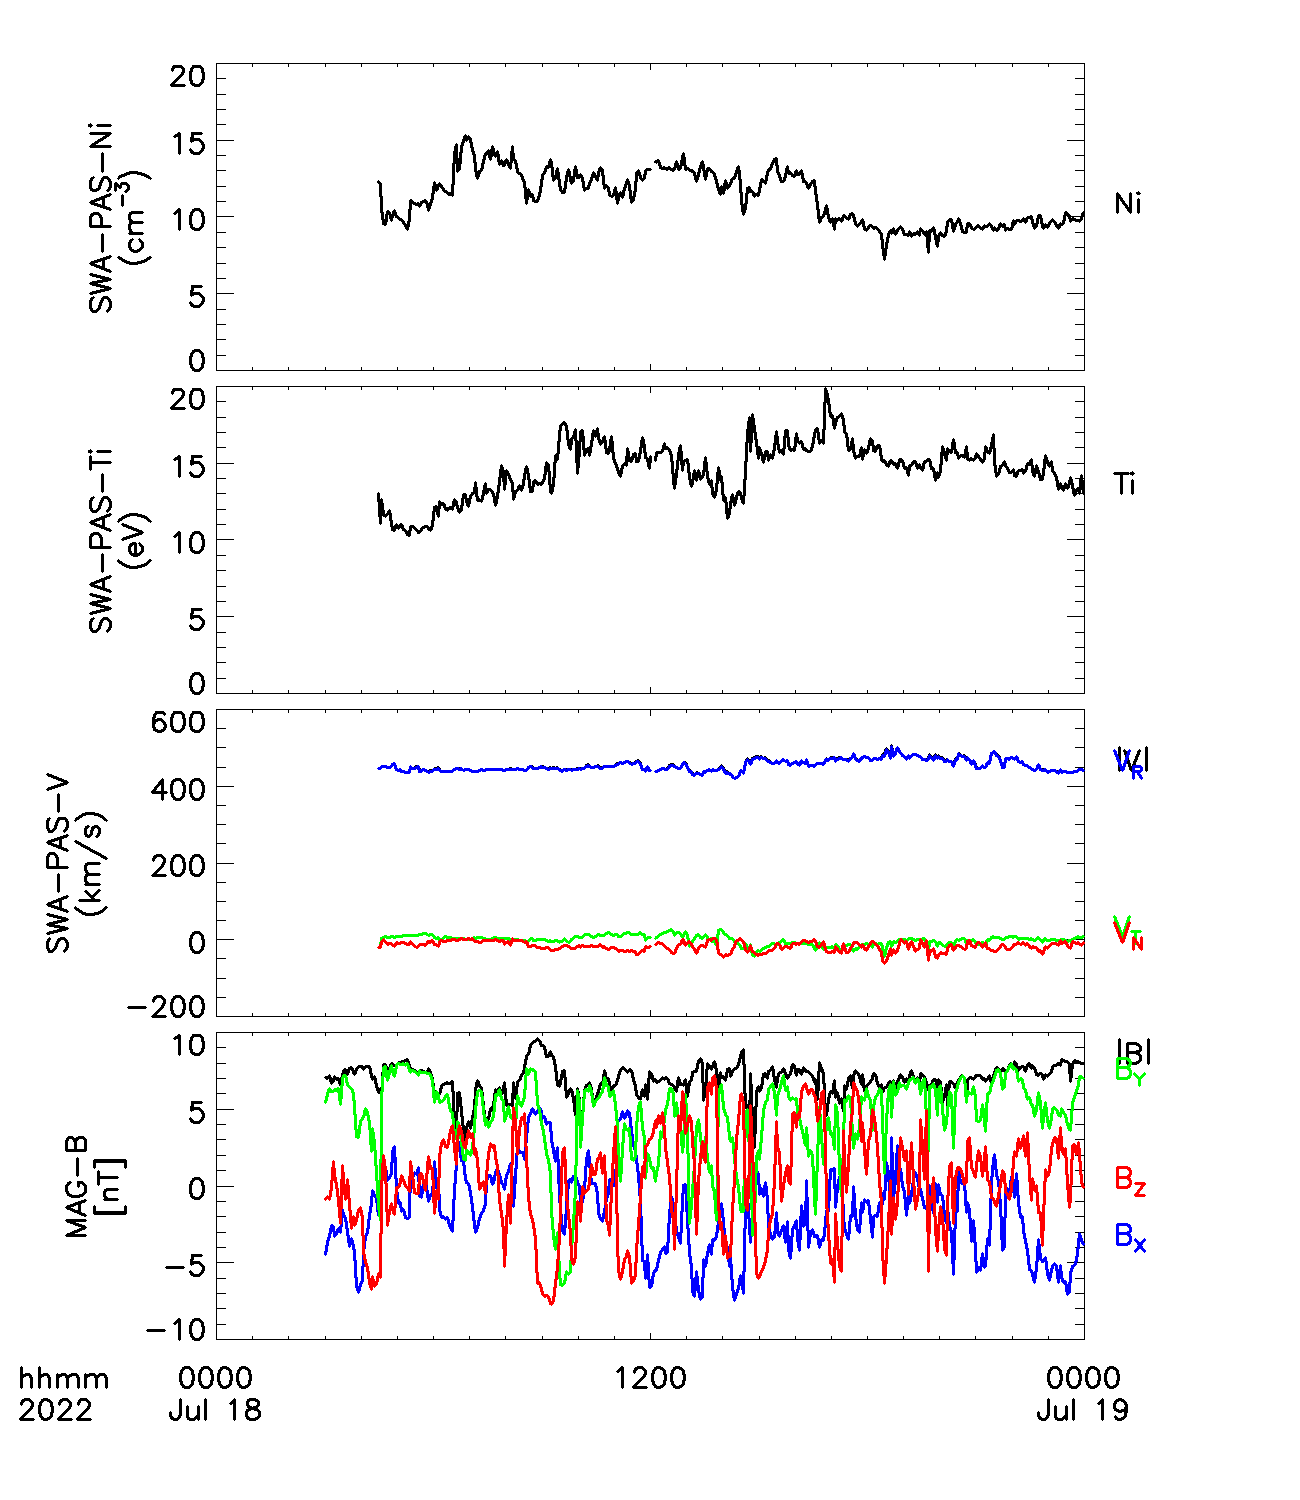 SWA-PAS-Ni
(cm⁻³)
20
15
10
5
0
Ni
SWA-PAS-Ti
(eV)
20
15
10
5
0
Ti
SWA-PAS-V
(km/s)
600
400
200
0
-200
|V|
V_R
V_T
V_N
MAG-B
[nT]
10
5
0
-5
-10
|B|
B_Y
B_Z
B_X
hhmm 0000 1200 0000
2022 Jul 18 Jul 19